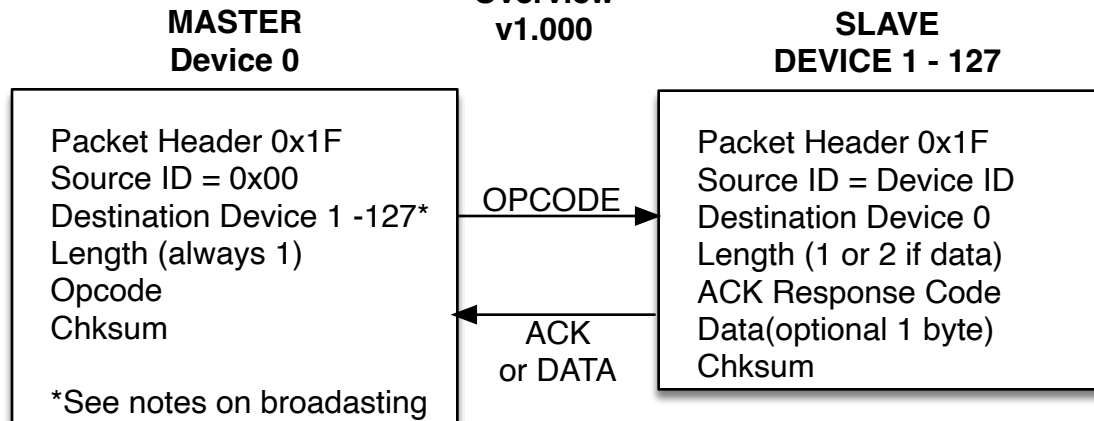 MASTER
Device 0
v1.000
SLAVE
DEVICE 1 - 127
Packet Header 0x1F
Source ID = 0x00
Destination Device 1 -127*
Length (always 1)
Opcode
Chksum
*See notes on broadasting
OPCODE
ACK
or DATA
Packet Header 0x1F
Source ID = Device ID
Destination Device 0
Length (1 or 2 if data)
ACK Response Code
Data(optional 1 byte)
Chksum